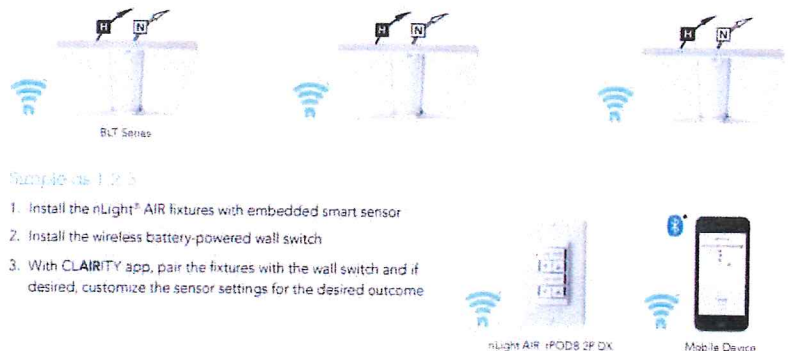 H N
H N
H N
BLT Series
Simple as 1,2,3
1. Install the nLight® AIR fixtures with embedded smart sensor
2. Install the wireless battery-powered wall switch
3. With CLAIRITY app, pair the fixtures with the wall switch and if
desired, customize the sensor settings for the desired outcome
nLight AIR rPODB 2P DX
Mobile Device